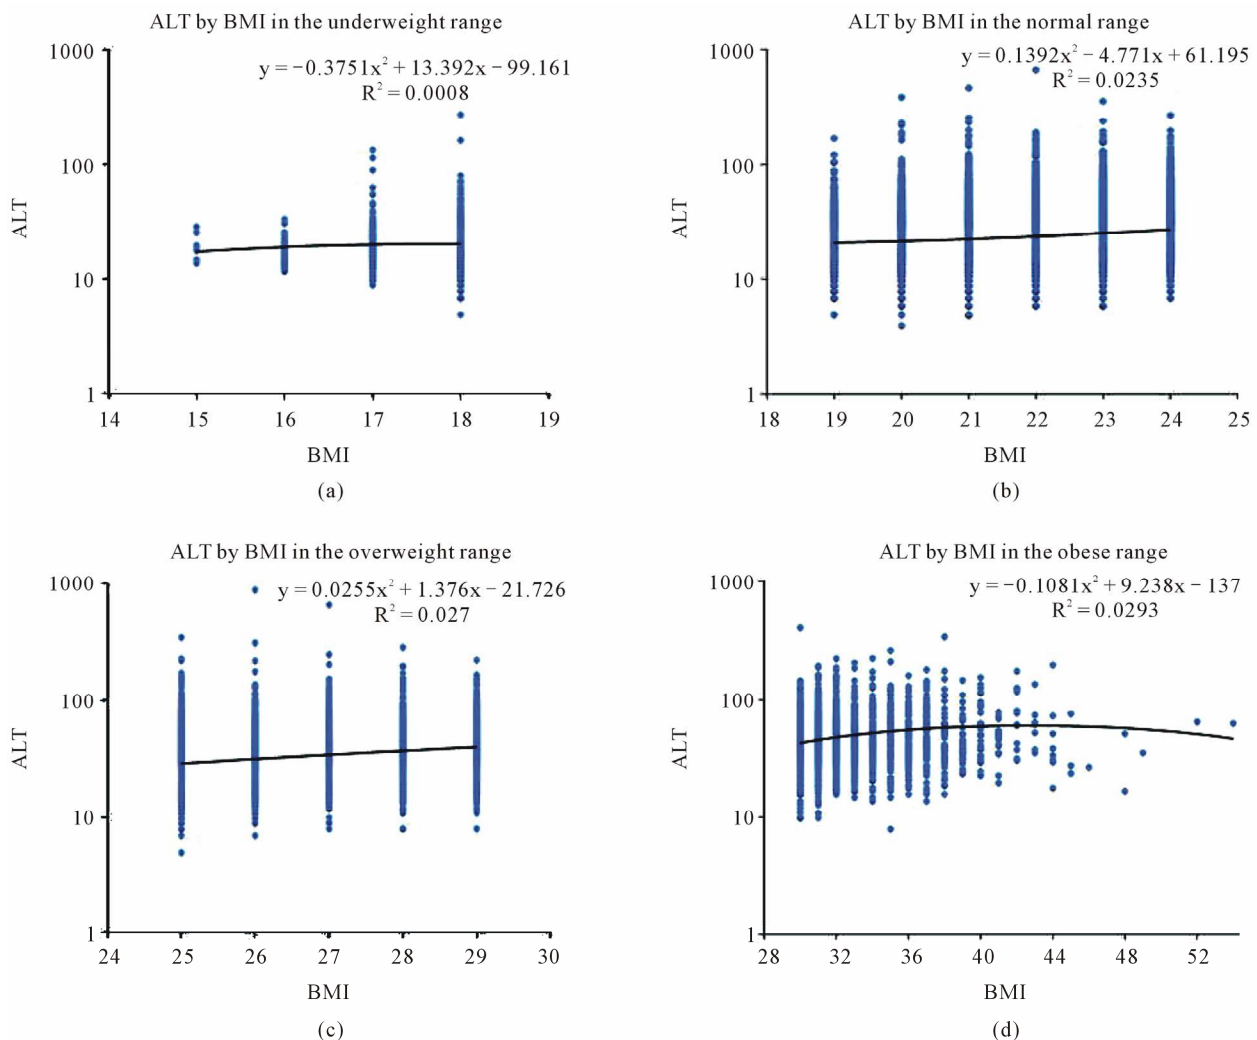 ALT by BMI in the underweight range
y = −0.3751x² + 13.392x − 99.161
R² = 0.0008
1000
100
10
1
ALT
14 15 16 17 18 19
BMI
(a)
ALT by BMI in the normal range
y = 0.1392x² − 4.771x + 61.195
R² = 0.0235
1000
100
10
1
ALT
18 19 20 21 22 23 24 25
BMI
(b)
ALT by BMI in the overweight range
y = 0.0255x² + 1.376x − 21.726
R² = 0.027
1000
100
10
1
ALT
24 25 26 27 28 29 30
BMI
(c)
ALT by BMI in the obese range
y = −0.1081x² + 9.238x − 137
R² = 0.0293
1000
100
10
1
ALT
28 32 36 40 44 48 52
BMI
(d)